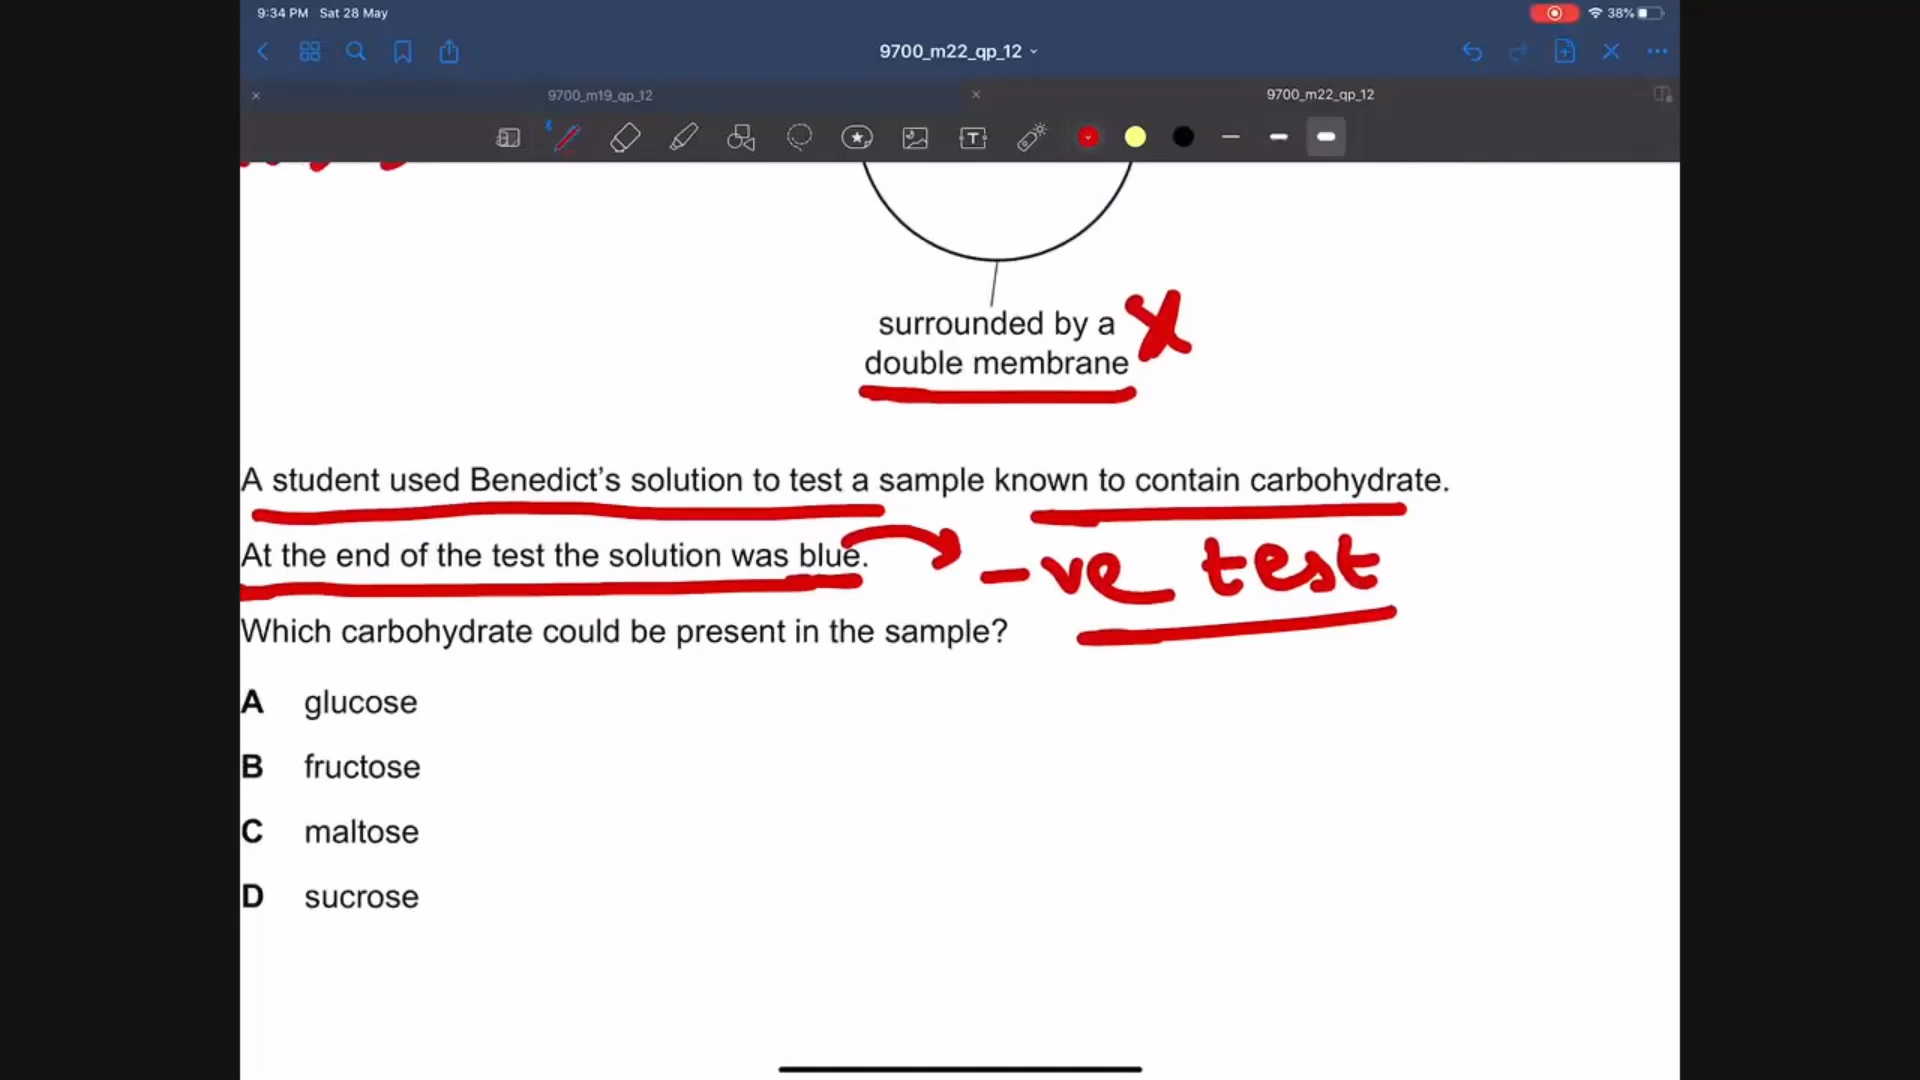 9:34 PM Sat 28 May
38%
9700_m22_qp_12
9700_m19_qp_12
9700_m22_qp_12
T
surrounded by a
double membrane
A student used Benedict's solution to test a sample known to contain carbohydrate.
At the end of the test the solution was blue.
-ve test
Which carbohydrate could be present in the sample?
A glucose
B fructose
C maltose
D sucrose